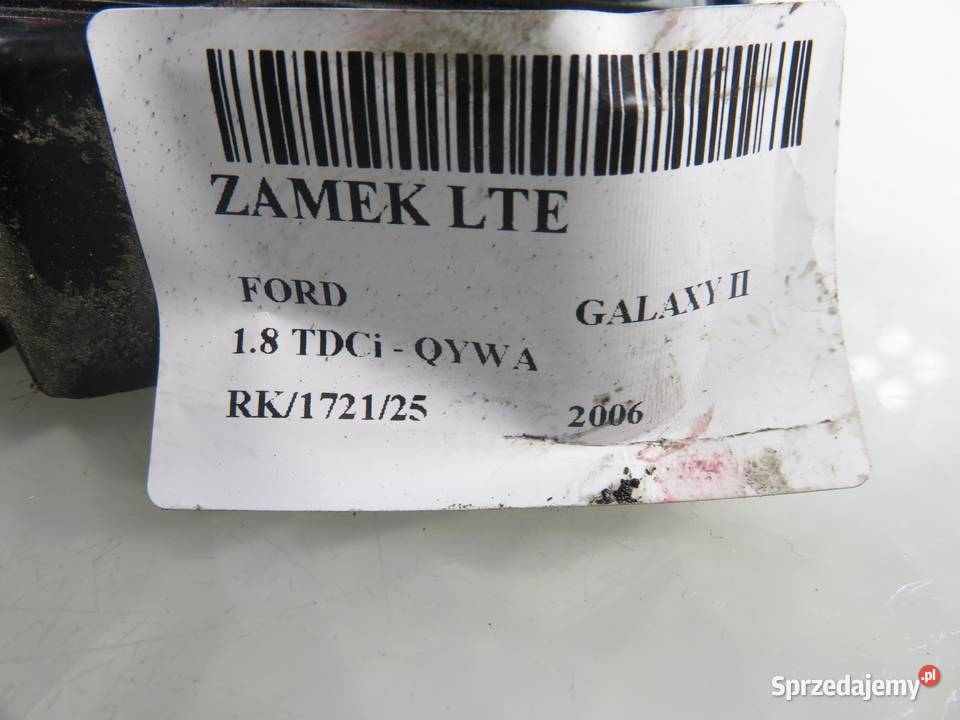 ZAMEK LTE
FORD GALAXY II
1.8 TDCi - QYWA
RK/1721/25 2006
Sprzedajemy.pl